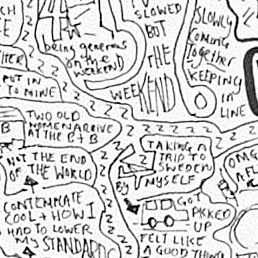 CH
being generous
on the
weekend
SLOWED
BUT
THE
WEEKEND
SLOWLY
coming
together
KEEPING
in
LINE
PUT IN
TO MINE
TWO OLD
WOMEN ARRIVE
AT THE B+B
B
NOT THE END
OF THE WORLD
CONTEMPLATE
COOL + HOW I
HAD TO LOWER
MY STANDARDS
TAKING A
TRIP TO
SWEDEN
BY MYSELF
OMG
GOT
PICKED
UP
FELT LIKE
A GOOD THING